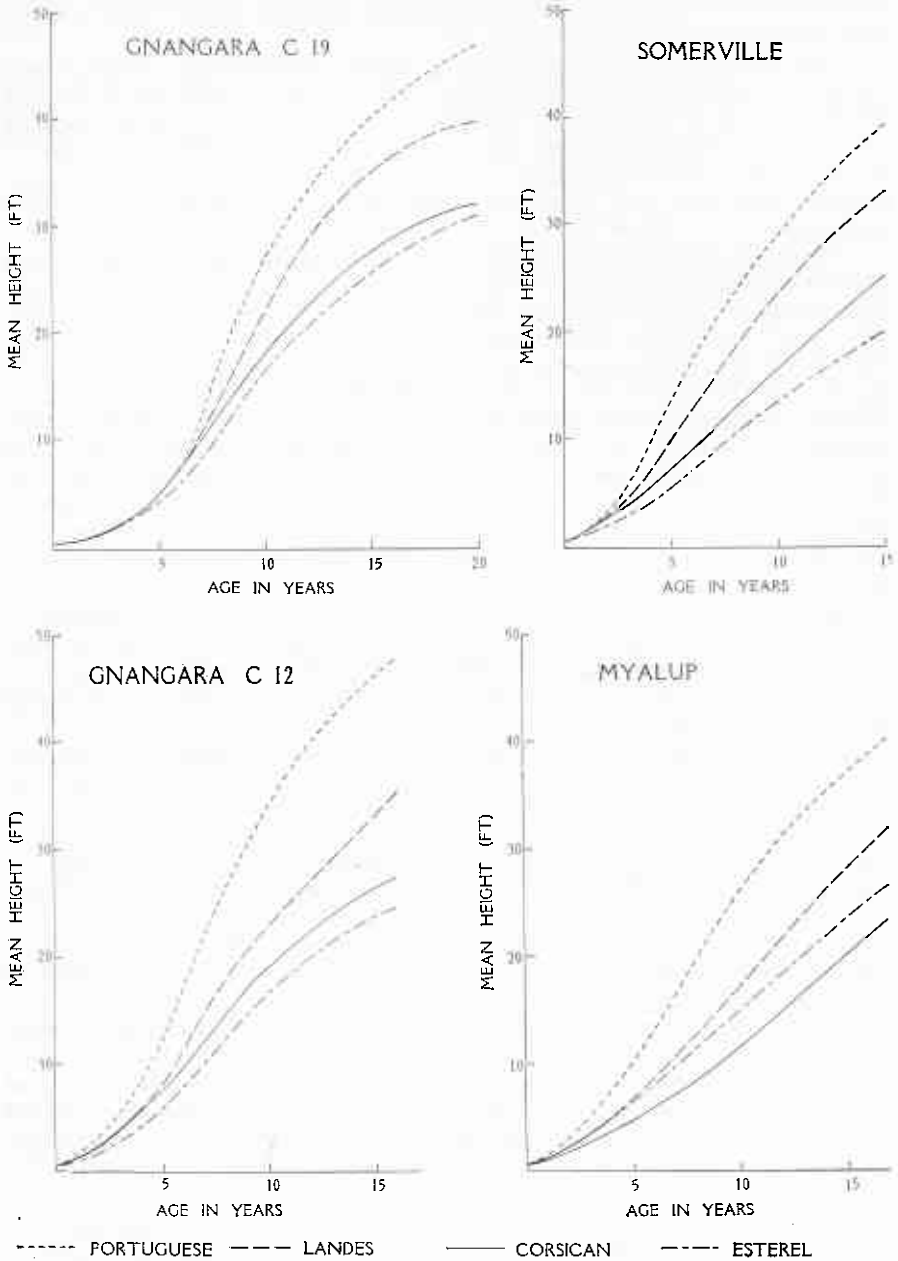 GNANGARA C 19
50
40
30
20
10
MEAN HEIGHT (FT)
5 10 15 20
AGE IN YEARS
SOMERVILLE
50
40
30
20
10
MEAN HEIGHT (FT)
5 10 15
AGE IN YEARS
GNANGARA C 12
50
40
30
20
10
MEAN HEIGHT (FT)
5 10 15
AGE IN YEARS
MYALUP
50
40
30
20
10
MEAN HEIGHT (FT)
5 10 15
AGE IN YEARS
PORTUGUESE LANDES CORSICAN ESTEREL